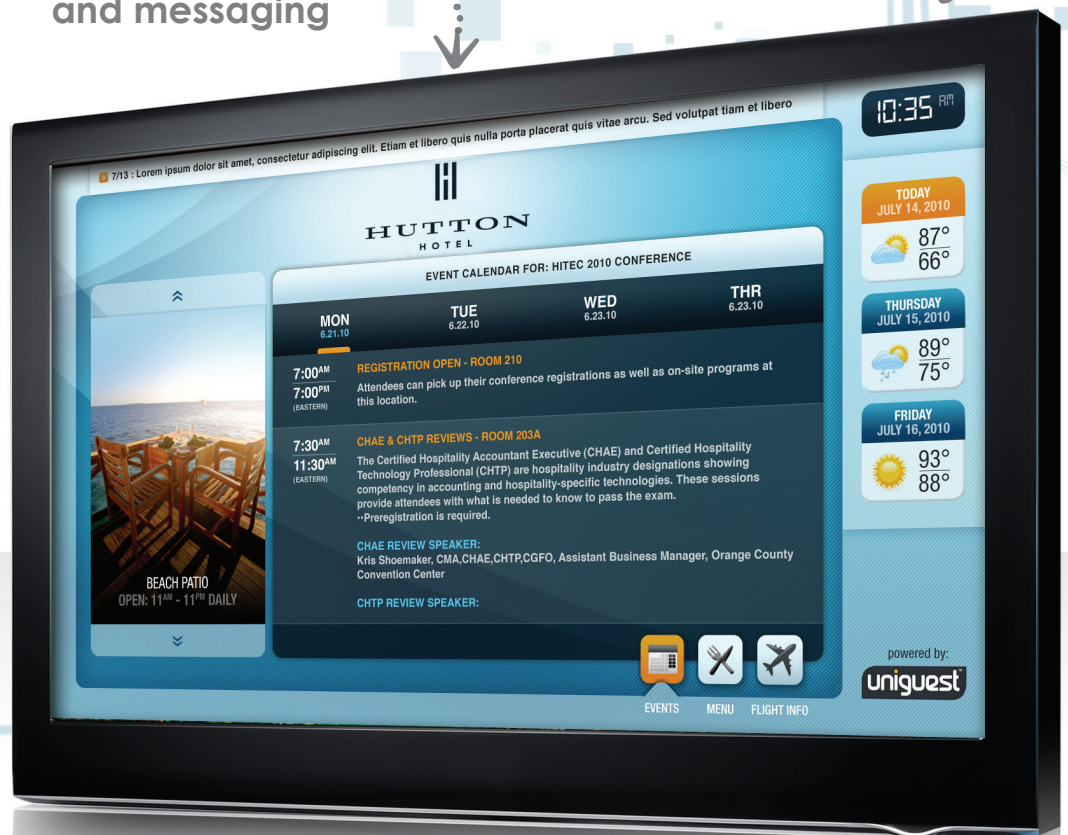 and messaging
7/13 : Lorem ipsum dolor sit amet, consectetur adipiscing elit. Etiam et libero quis nulla porta placerat quis vitae arcu. Sed volutpat tiam et libero
10:35 AM
HUTTON
HOTEL
EVENT CALENDAR FOR: HITEC 2010 CONFERENCE
MON
6.21.10
TUE
6.22.10
WED
6.23.10
THR
6.23.10
7:00AM
7:00PM
(EASTERN)
REGISTRATION OPEN - ROOM 210
Attendees can pick up their conference registrations as well as on-site programs at
this location.
7:30AM
11:30AM
(EASTERN)
CHAE & CHTP REVIEWS - ROOM 203A
The Certified Hospitality Accountant Executive (CHAE) and Certified Hospitality
Technology Professional (CHTP) are hospitality industry designations showing
competency in accounting and hospitality-specific technologies. These sessions
provide attendees with what is needed to know to pass the exam.
··Preregistration is required.
CHAE REVIEW SPEAKER:
Kris Shoemaker, CMA,CHAE,CHTP,CGFO, Assistant Business Manager, Orange County
Convention Center
CHTP REVIEW SPEAKER:
BEACH PATIO
OPEN: 11AM - 11PM DAILY
TODAY
JULY 14, 2010
87°
66°
THURSDAY
JULY 15, 2010
89°
75°
FRIDAY
JULY 16, 2010
93°
88°
EVENTS
MENU
FLIGHT INFO
powered by:
uniguest